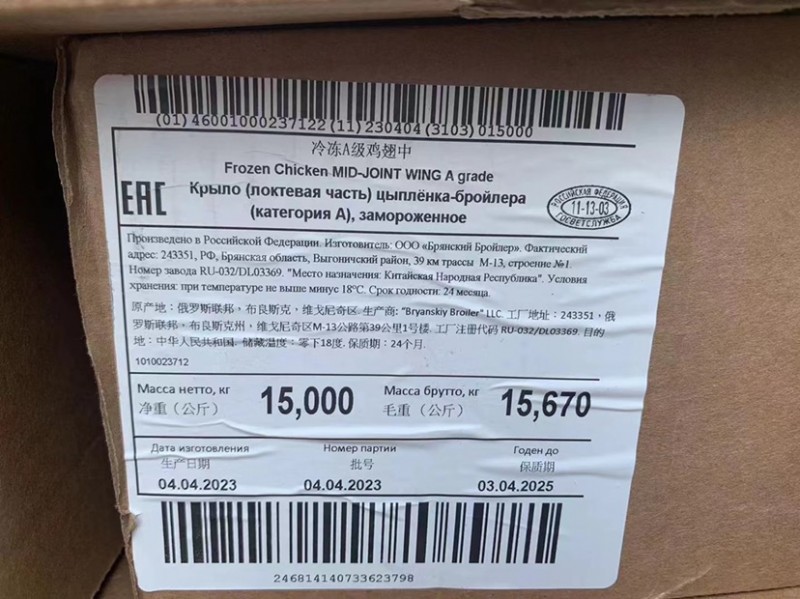 (01) 46001000237122 (11) 230404 (3103) 015000
冷冻A级鸡翅中
Frozen Chicken MID-JOINT WING A grade
EAC
Крыло (локтевая часть) цыплёнка-бройлера
(категория А), замороженное
РОССИЙСКАЯ ФЕДЕРАЦИЯ
11-13-03
ГОСВЕТСЛУЖБА
Произведено в Российской Федерации. Изготовитель: ООО «Брянский Бройлер». Фактический
адрес: 243351, РФ, Брянская область, Выгоничский район, 39 км трассы М-13, строение №1.
Номер завода RU-032/DL03369. "Место назначения: Китайская Народная Республика". Условия
хранения: при температуре не выше минус 18°С. Срок годности: 24 месяца.
原产地：俄罗斯联邦，布良斯克，维戈尼奇区. 生产商: "Bryanskiy Broiler" LLC. 工厂地址：243351，俄
罗斯联邦，布良斯克州，维戈尼奇区M-13公路第39公里1号楼. 工厂注册代码 RU-032/DL03369. 目的
地：中华人民共和国. 储藏温度：零下18度. 保质期：24个月.
1010023712
Масса нетто, кг
净重（公斤）
15,000
Масса брутто, кг
毛重（公斤）
15,670
Дата изготовления
生产日期
04.04.2023
Номер партии
批号
04.04.2023
Годен до
保质期
03.04.2025
246814140733623798